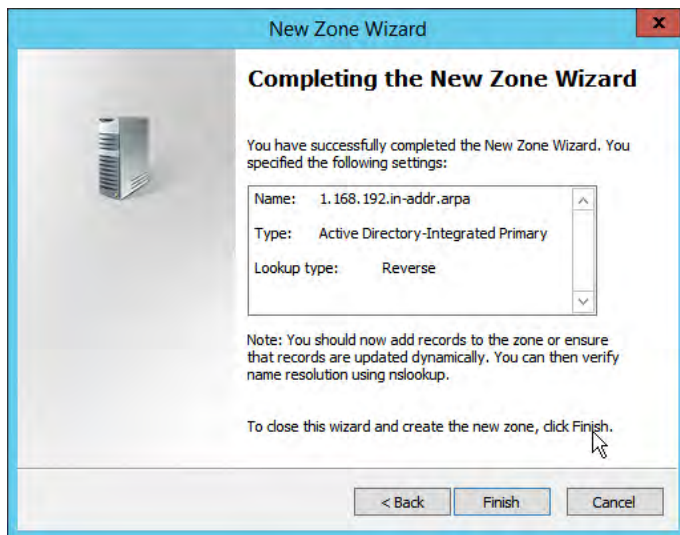 New Zone Wizard
x
Completing the New Zone Wizard
You have successfully completed the New Zone Wizard. You
specified the following settings:
Name: 1.168.192.in-addr.arpa
Type: Active Directory-Integrated Primary
Lookup type: Reverse
Note: You should now add records to the zone or ensure
that records are updated dynamically. You can then verify
name resolution using nslookup.
To close this wizard and create the new zone, click Finish.
< Back Finish Cancel